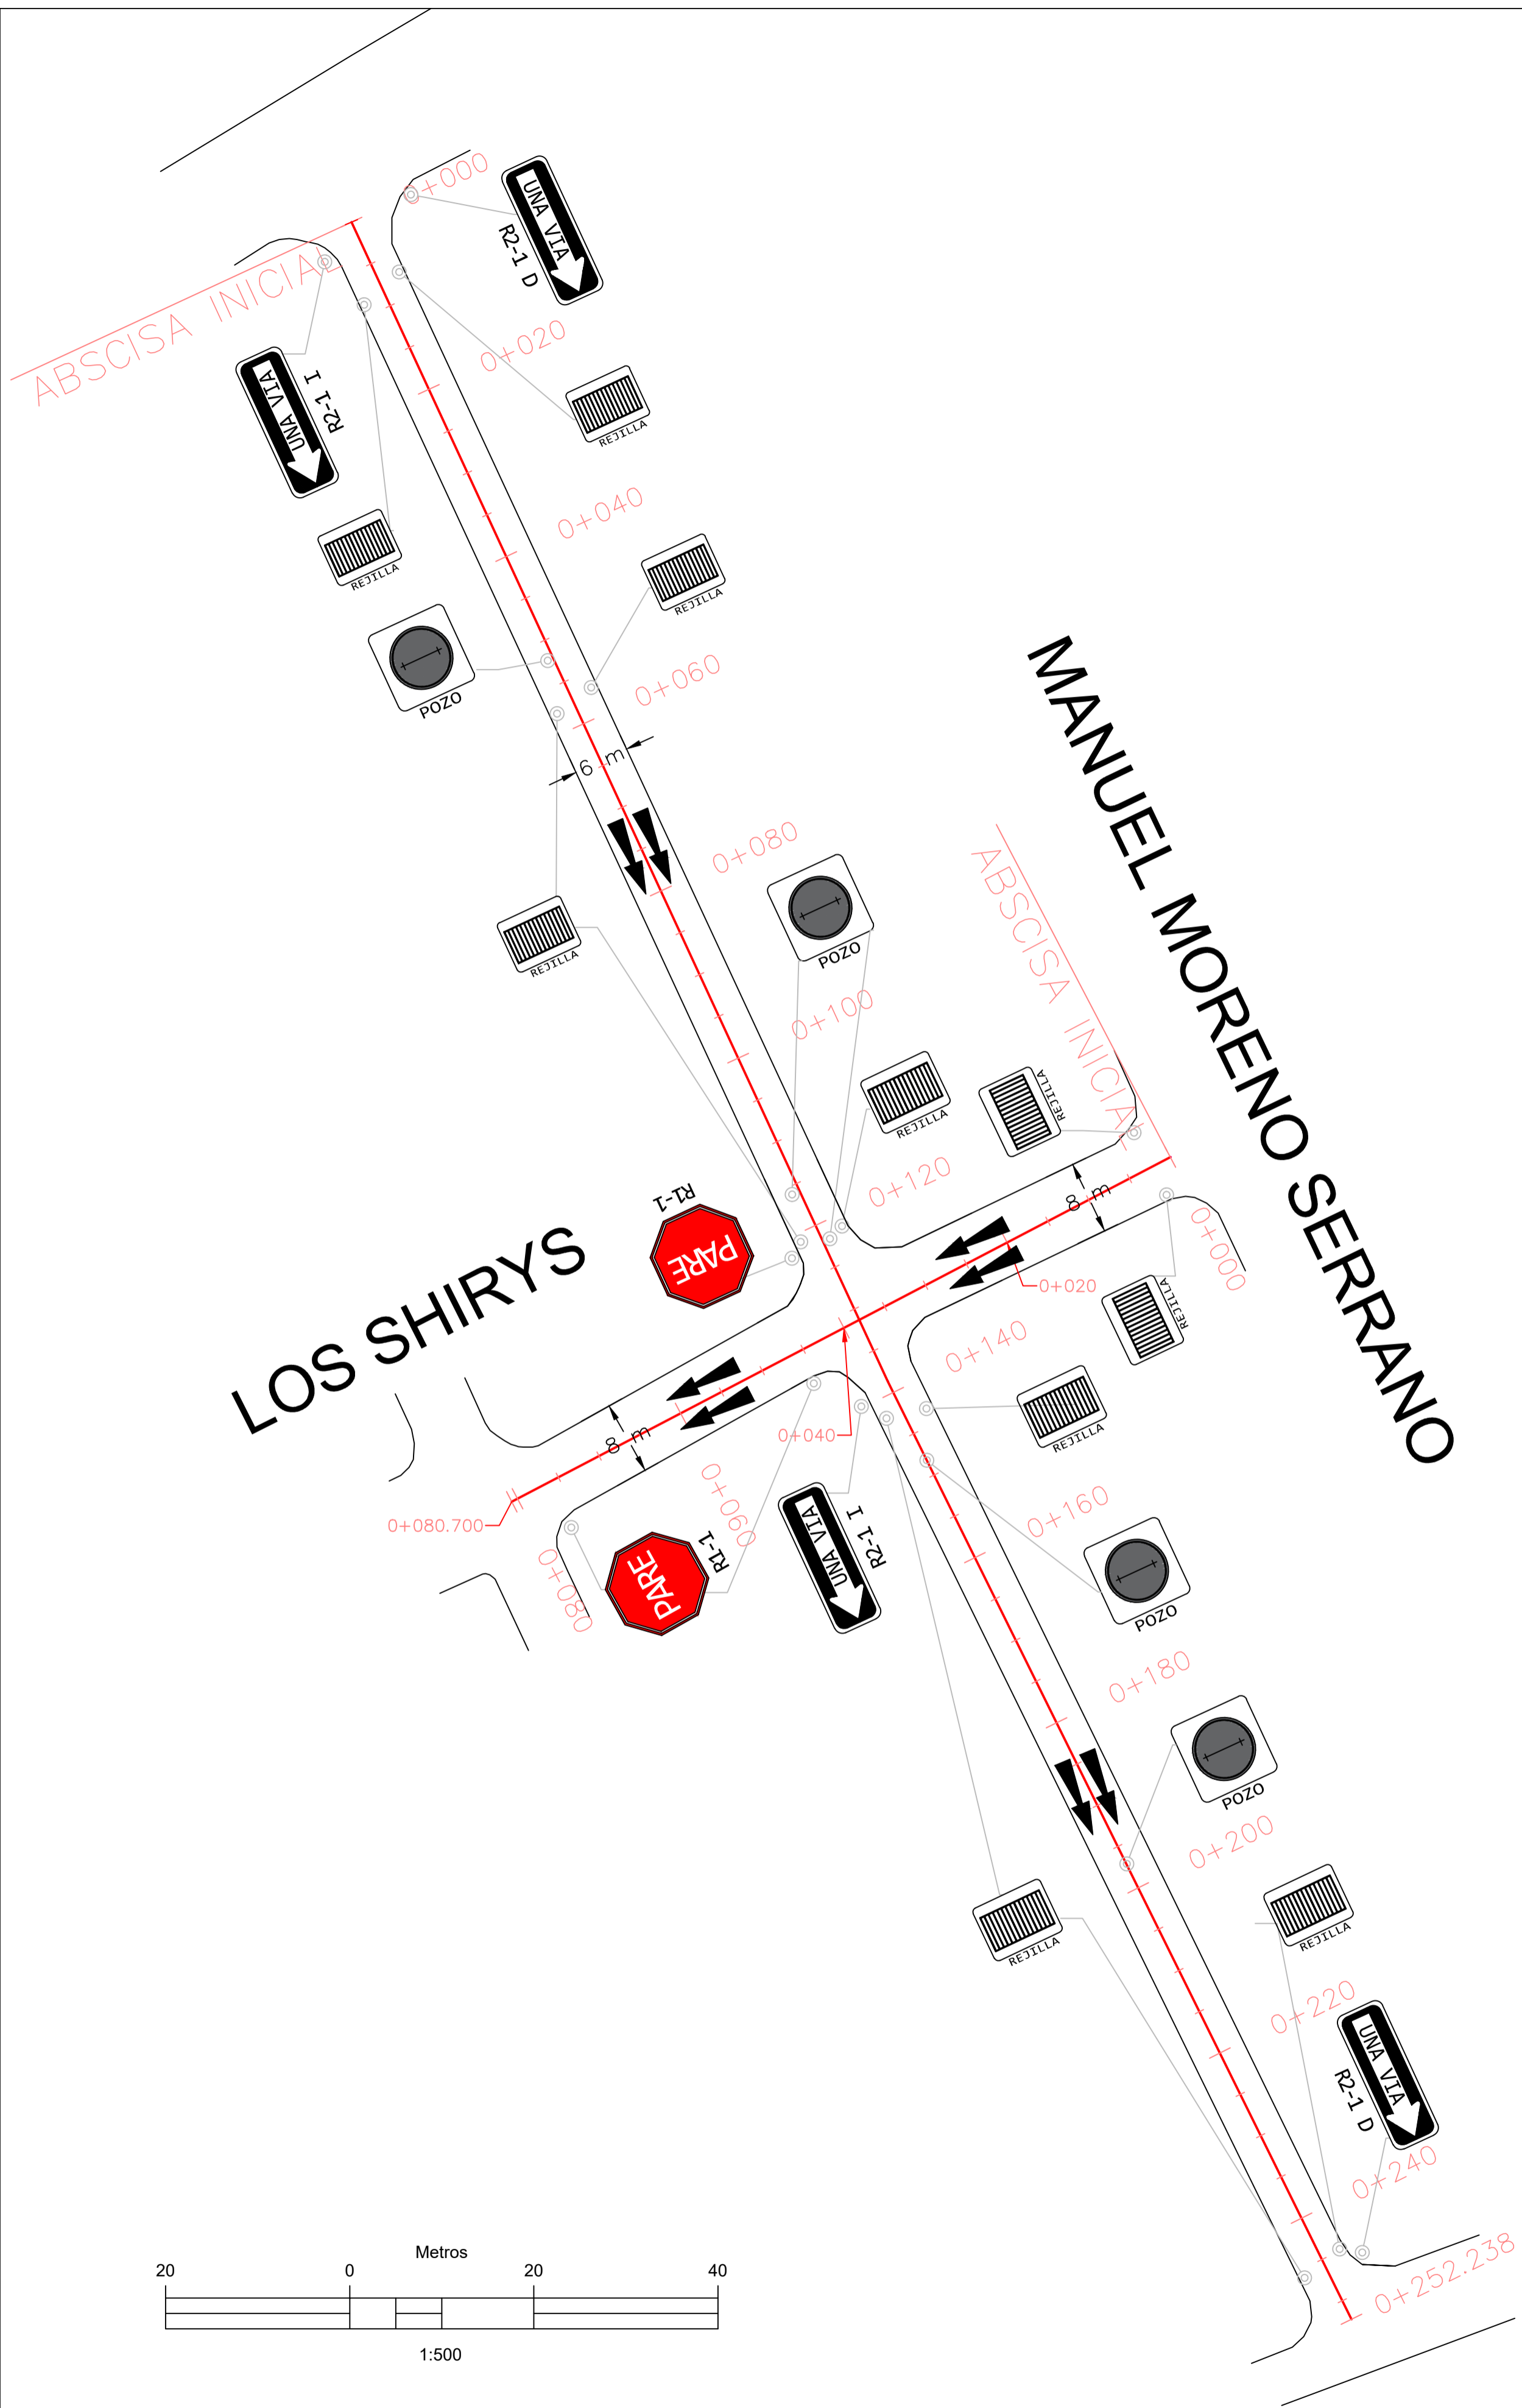 0+000
UNA VIA
R2-1 D
ABSCISA INICIAL
0+020
UNA VIA
R2-1 I
REJILLA
0+040
REJILLA
REJILLA
0+060
POZO
6 m
MANUEL MORENO SERRANO
0+080
POZO
ABSCISA INICIAL
REJILLA
0+100
REJILLA
REJILLA
0+120
R1-1
PARE
8 m
0+000
LOS SHIRYS
0+020
REJILLA
0+140
REJILLA
8 m
0+040
0+060
0+080.700
0+080
PARE
R1-1
UNA VIA
R2-1 I
0+160
POZO
0+180
POZO
0+200
REJILLA
REJILLA
0+220
UNA VIA
R2-1 D
0+240
0+252.238
Metros
20 0 20 40
1:500